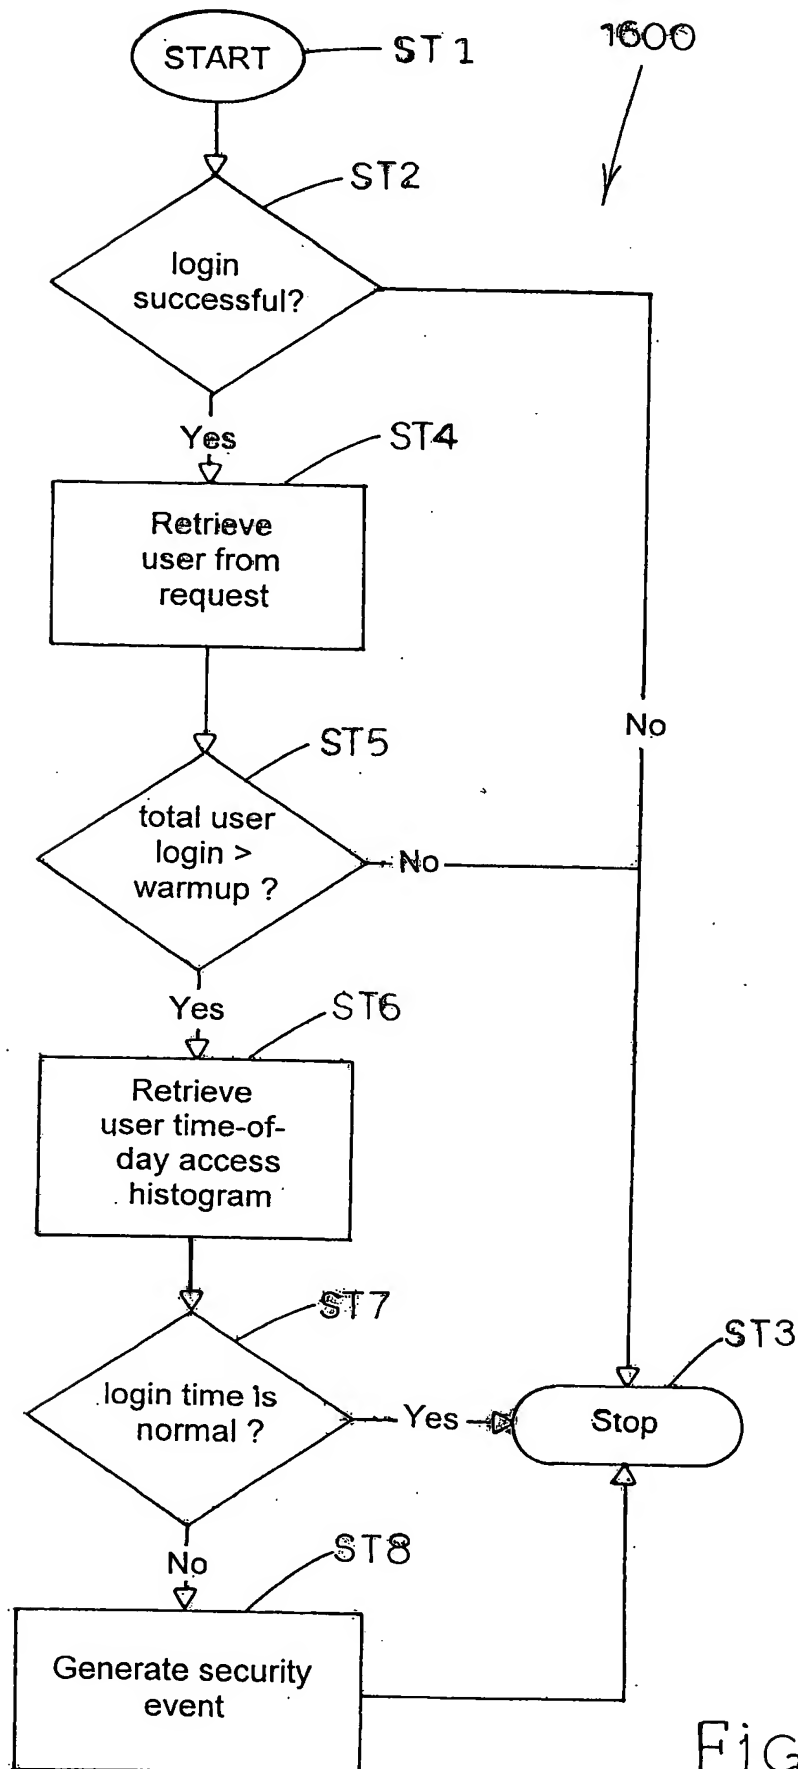 START
ST1
1600
ST2
login
successful?
Yes
ST4
Retrieve
user from
request
No
ST5
total user
login >
warmup ?
No
Yes
ST6
Retrieve
user time-of-
day access
histogram
ST7
ST3
login time is
normal ?
Yes
Stop
No
ST8
Generate security
event
Fig